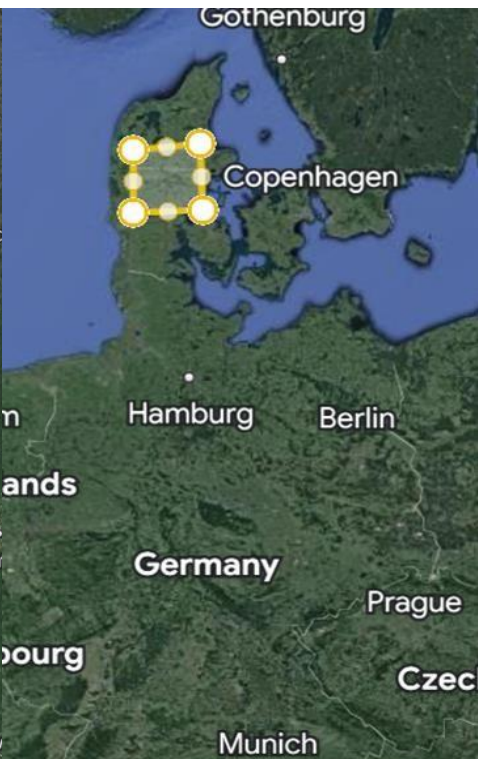 Gothenburg
Copenhagen
m
Hamburg
Berlin
ands
Germany
Prague
bourg
Czec
Munich